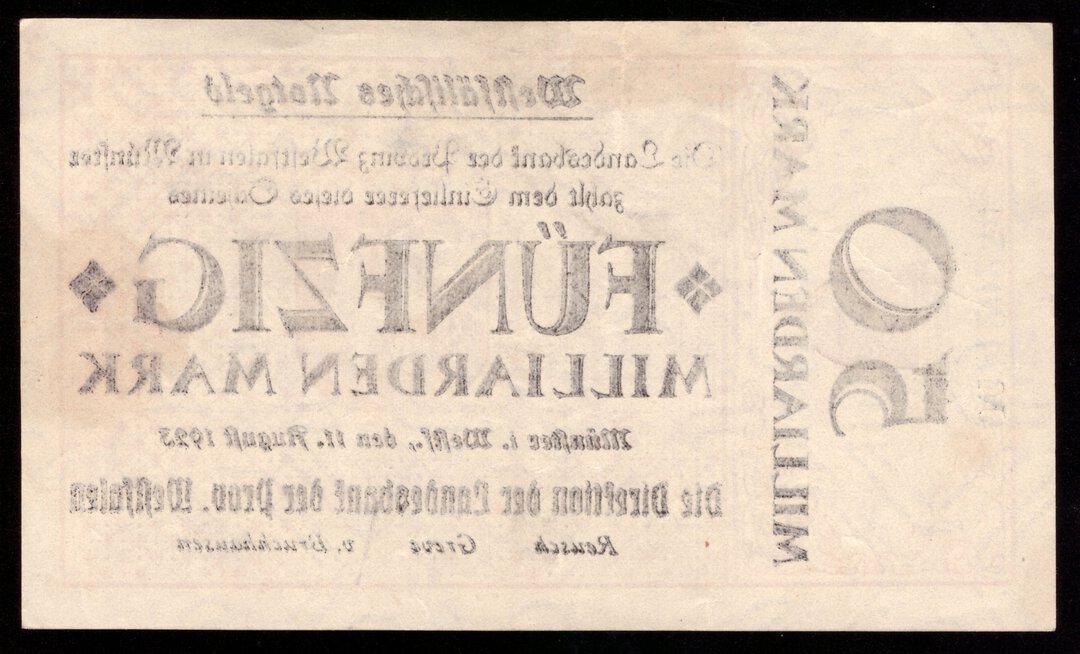 Westfälisches Notgeld
Die Landesbank der Provinz Westfalen in Münster
zahlt dem Einlieferer dieses Scheines
FÜNFZIG
MILLIARDEN MARK
Münster i. Westf., den 11. August 1923
Die Direktion der Landesbank der Prov. Westfalen
Reusch Greve v. Bruchhausen
MILLIARDEN MARK
50